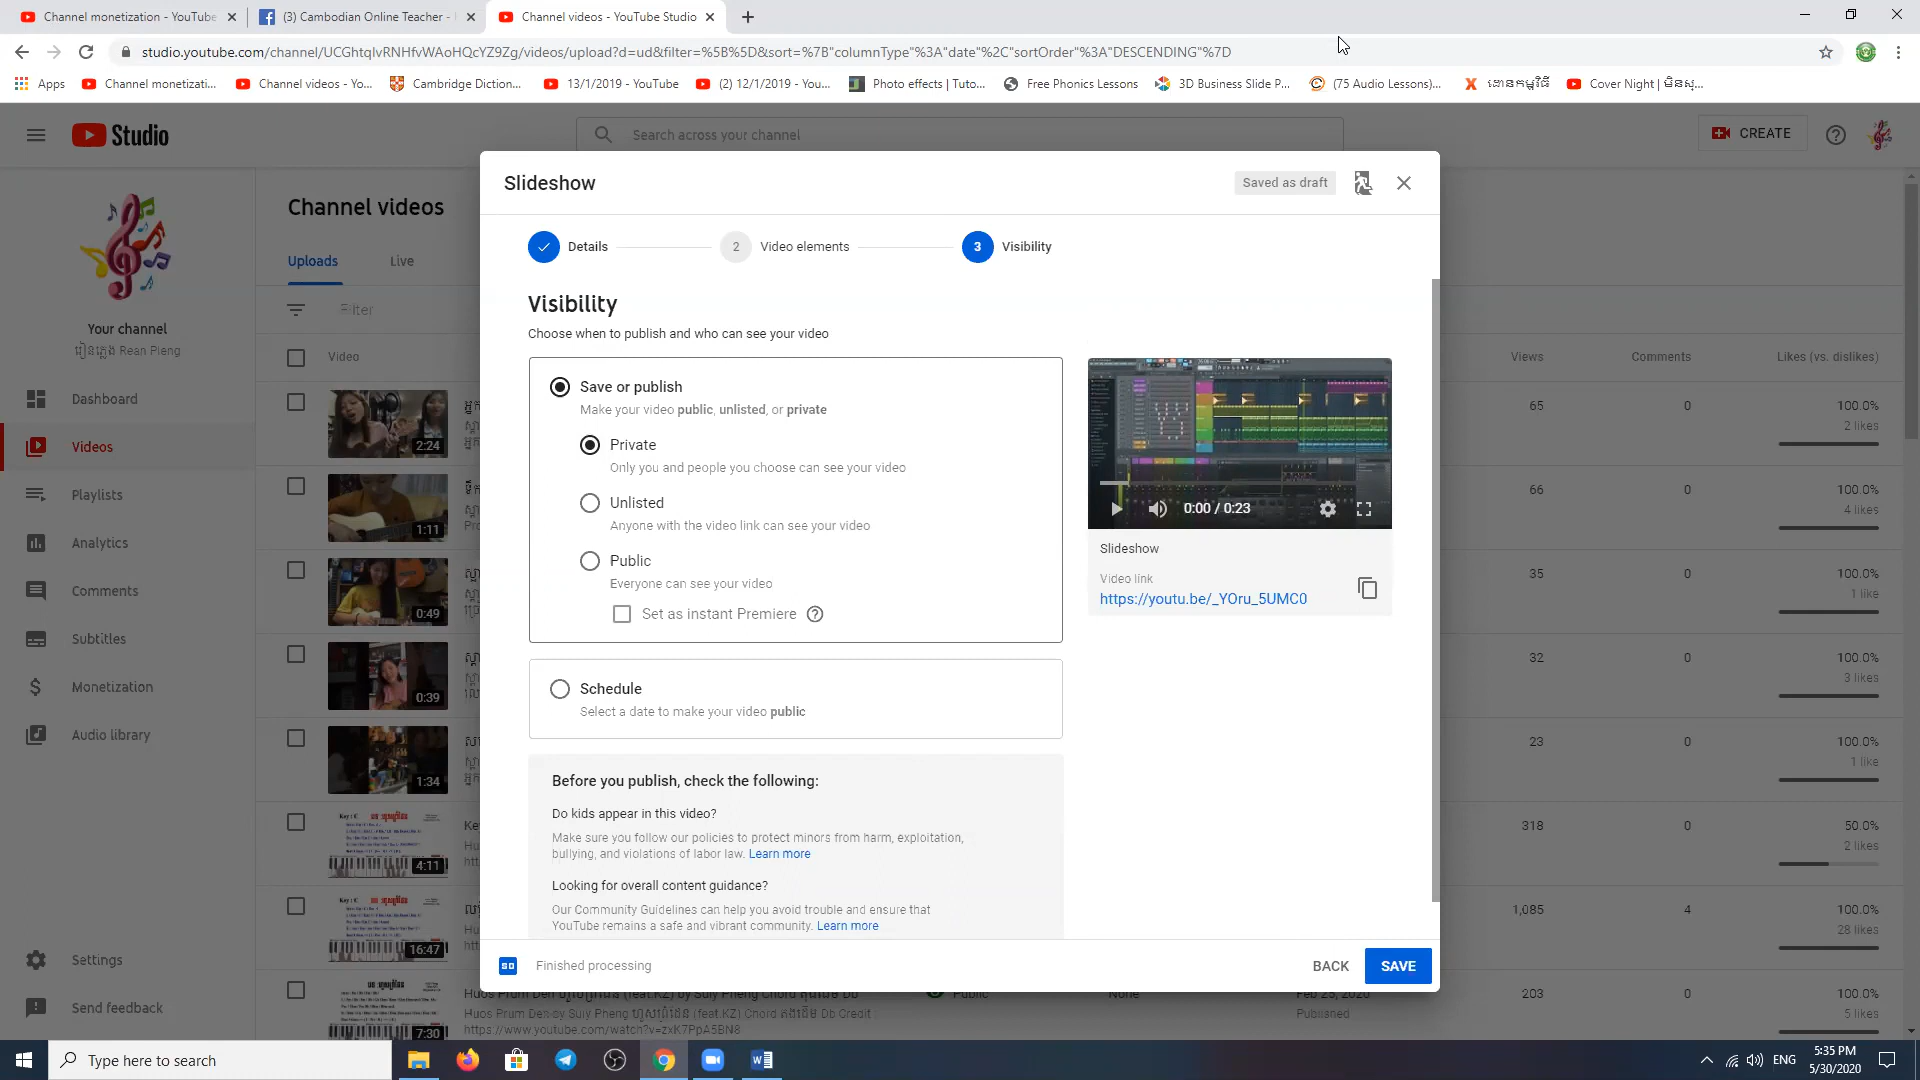 Channel monetization - YouTube
(3) Cambodian Online Teacher -
Channel videos - YouTube Studio
studio.youtube.com/channel/UCGhtqlvRNHfvWAoHQcYZ9Zg/videos/upload?d=ud&filter=%5B%5D&sort=%7B"columnType"%3A"date"%2C"sortOrder"%3A"DESCENDING"%7D
Apps
Channel monetizati...
Channel videos - Yo...
Cambridge Diction...
13/1/2019 - YouTube
(2) 12/1/2019 - You...
Photo effects | Tuto...
Free Phonics Lessons
3D Business Slide P...
(75 Audio Lessons)...
ដោនកម្មវិធី
Cover Night | មិនស្...
Studio
Search across your channel
CREATE
Slideshow
Saved as draft
Channel videos
Details
2
Video elements
3
Visibility
Uploads
Live
Filter
Your channel
រៀនភ្លេង Rean Pleng
Video
Views
Comments
Likes (vs. dislikes)
Dashboard
Videos
Playlists
Analytics
Comments
Subtitles
Monetization
Audio library
Settings
Send feedback
2:24
1:11
0:49
0:39
1:34
4:11
16:47
7:30
Visibility
Choose when to publish and who can see your video
Save or publish
Make your video public, unlisted, or private
Private
Only you and people you choose can see your video
Unlisted
Anyone with the video link can see your video
Public
Everyone can see your video
Set as instant Premiere
Schedule
Select a date to make your video public
Before you publish, check the following:
Do kids appear in this video?
Make sure you follow our policies to protect minors from harm, exploitation,
bullying, and violations of labor law. Learn more
Looking for overall content guidance?
Our Community Guidelines can help you avoid trouble and ensure that
YouTube remains a safe and vibrant community. Learn more
0:00 / 0:23
Slideshow
Video link
https://youtu.be/_YOru_5UMC0
Finished processing
BACK
SAVE
65
0
100.0%
2 likes
66
0
100.0%
4 likes
35
0
100.0%
1 like
32
0
100.0%
3 likes
23
0
100.0%
1 like
318
0
50.0%
2 likes
1,085
4
100.0%
28 likes
203
0
100.0%
5 likes
Public
None
Feb 25, 2020
Published
https://www.youtube.com/watch?v=zxK7PpA5BN8
Type here to search
ENG
5:35 PM
5/30/2020